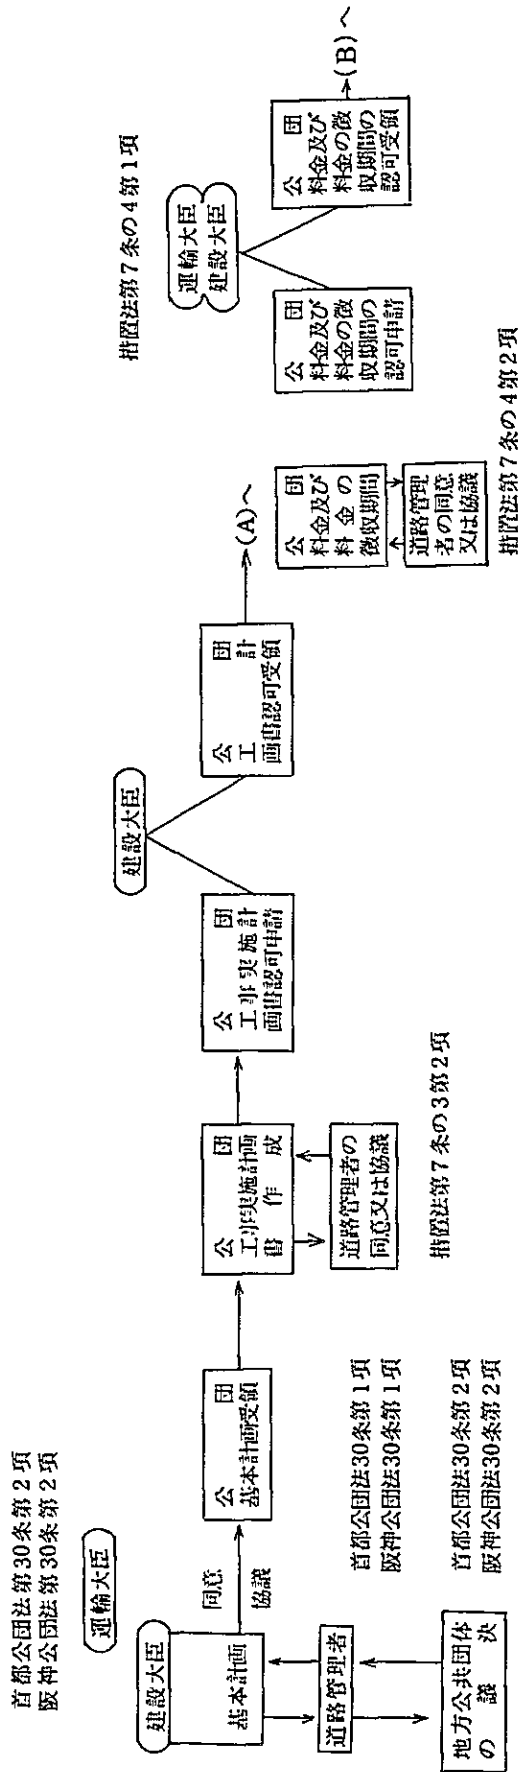 首都公団法第30条第2項
阪神公団法第30条第2項
運輸大臣
建設大臣
基本計画
同意
協議
道路管理者
地方公共団体
の議決
首都公団法30条第1項
阪神公団法30条第1項
首都公団法30条第2項
阪神公団法30条第2項
公団
基本計画受領
公団
工事実施計画
書作成
道路管理者の
同意又は協議
措置法第7条の3第2項
公団
工事実施計
画書認可申請
建設大臣
公団
工計
画書認可受領
(A)へ
公団
料金及び
料金の
徴収期間
道路管理
者の同意
又は協議
措置法第7条の4第2項
措置法第7条の4第1項
運輸大臣
建設大臣
公団
料金及び
料金の徴
収期間の
認可申請
公団
料金及び
料金の徴
収期間の
認可受領
(B)へ